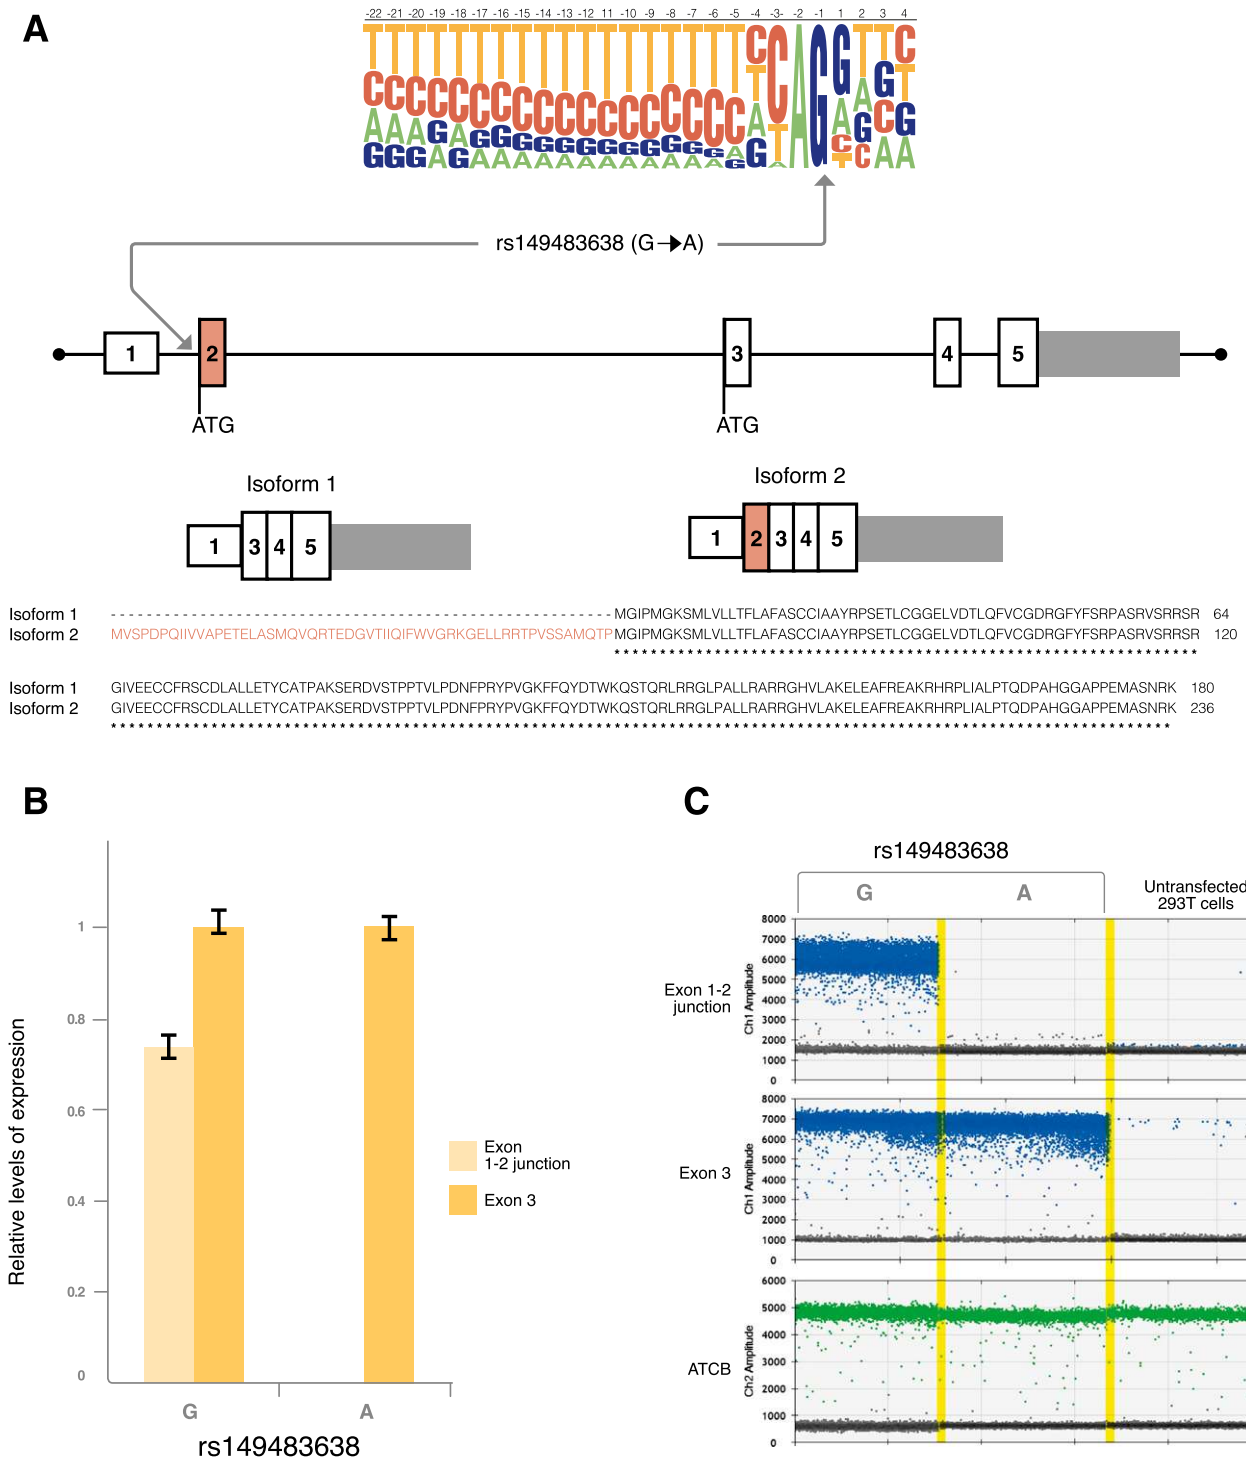 A
-22 -21 -20 -19 -18 -17 -16 -15 -14 -13 -12 11 -10 -9 -8 -7 -6 -5 -4 -3- -2 -1 1 2 3 4
T T T T T T T T T T T T T T T T T T C C A G G T T C
C C C C C C C C C C C C C C C C C C T T A A G T
A A A G A G G G G G G G G G G G G A A A C G C G
G G G A G A A A A A A A A A A A A G G T C A A
rs149483638 (G→A)
1 2 3 4 5
ATG ATG
Isoform 1 Isoform 2
1 3 4 5 1 2 3 4 5
Isoform 1 --------------------------------------------------------MGIPMGKSMLVLLTFLAFASCCIAAYRPSETLCGGELVDTLQFVCGDRGFYFSRPASRVSRRSR 64
Isoform 2 MVSPDPQIIVVAPETELASMQVQRTEDGVTIIQIFWVGRKGELLRRTPVSSAMQTPMGIPMGKSMLVLLTFLAFASCCIAAYRPSETLCGGELVDTLQFVCGDRGFYFSRPASRVSRRSR 120
****************************************************************
Isoform 1 GIVEECCFRSCDLALLETYCATPAKSERDVSTPPTVLPDNFPRYPVGKFFQYDTWKQSTQRLRRGLPALLRARRGHVLAKELEAFREAKRHRPLIALPTQDPAHGGAPPEMASNRK 180
Isoform 2 GIVEECCFRSCDLALLETYCATPAKSERDVSTPPTVLPDNFPRYPVGKFFQYDTWKQSTQRLRRGLPALLRARRGHVLAKELEAFREAKRHRPLIALPTQDPAHGGAPPEMASNRK 236
********************************************************************************************************************
B
Relative levels of expression
1
0.8
0.6
0.4
0.2
0
G A
rs149483638
Exon
1-2 junction
Exon 3
C
rs149483638
G A
Untransfected
293T cells
Exon 1-2
junction
Ch1 Amplitude
8000
7000
6000
5000
4000
3000
2000
1000
0
Exon 3
Ch1 Amplitude
8000
7000
6000
5000
4000
3000
2000
1000
0
ATCB
Ch2 Amplitude
6000
5000
4000
3000
2000
1000
0